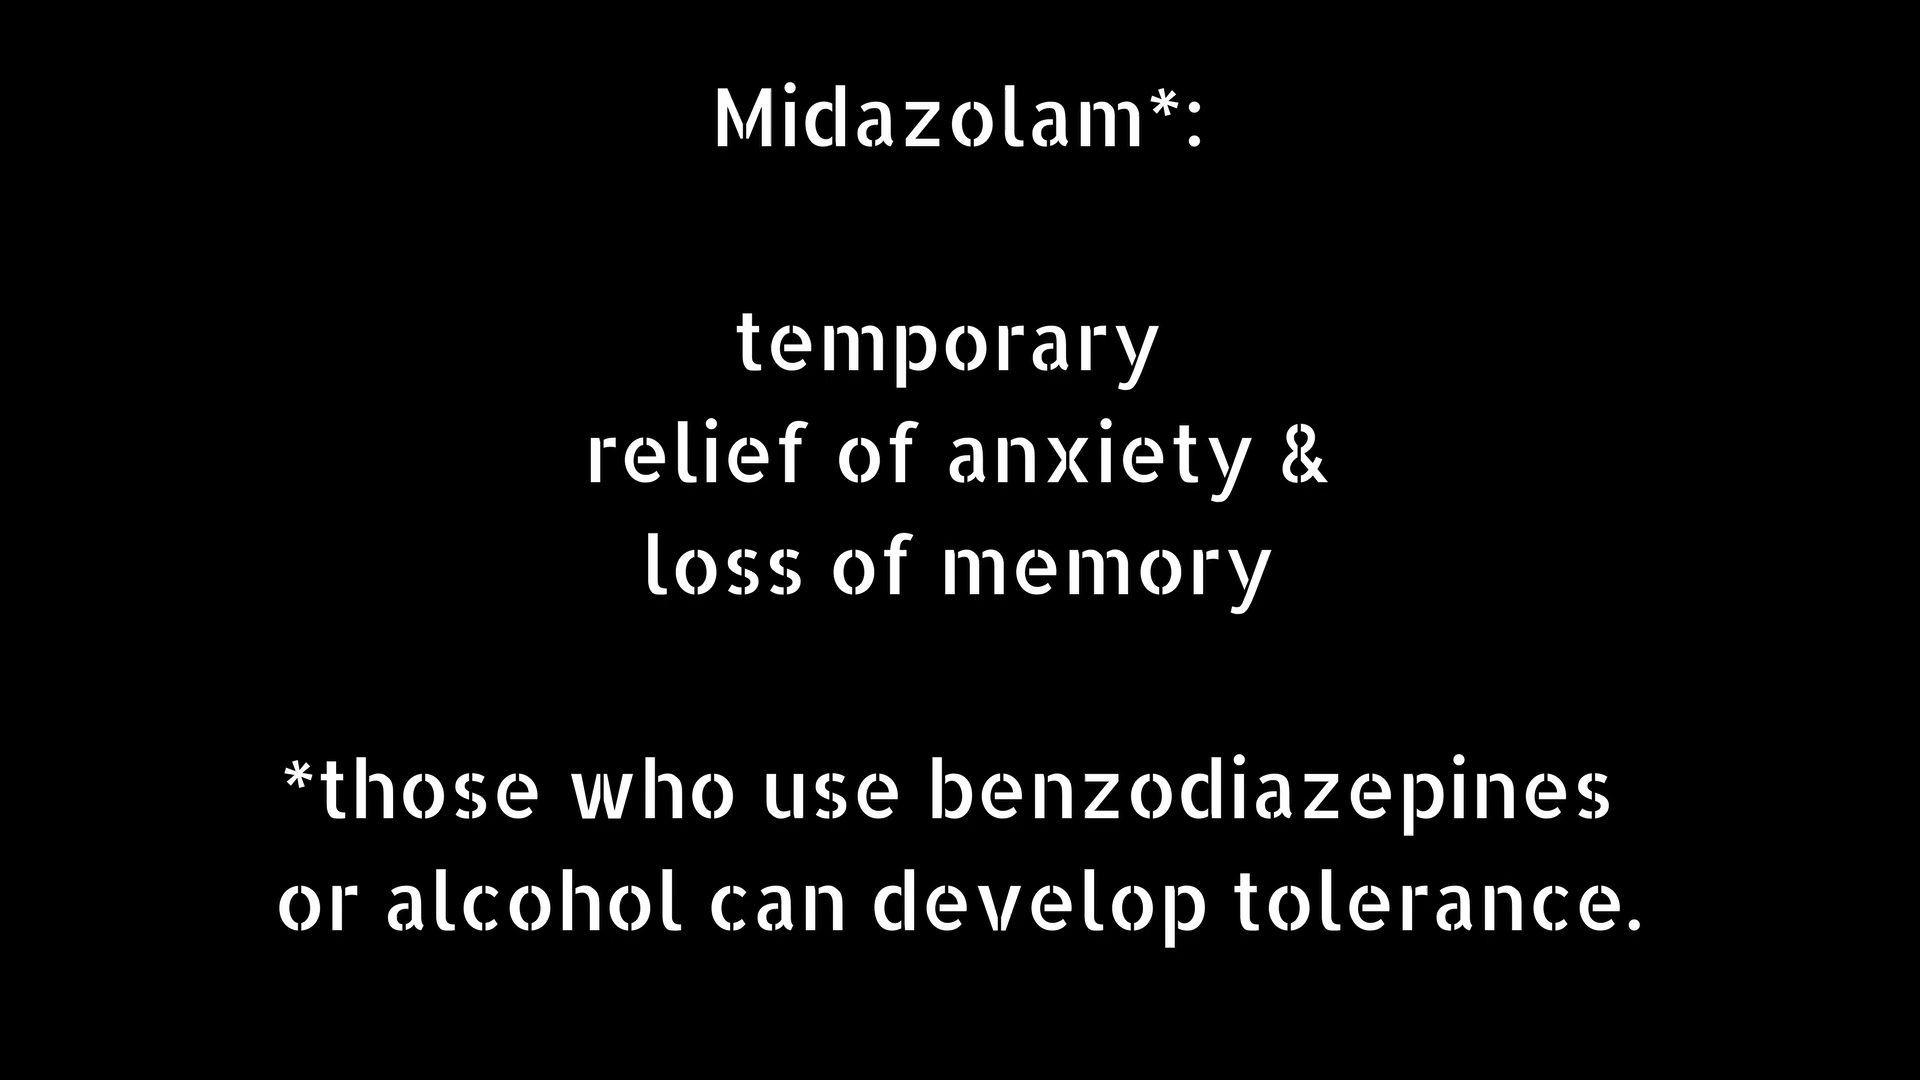 Midazolam*:
temporary
relief of anxiety &
loss of memory
*those who use benzodiazepines
or alcohol can develop tolerance.